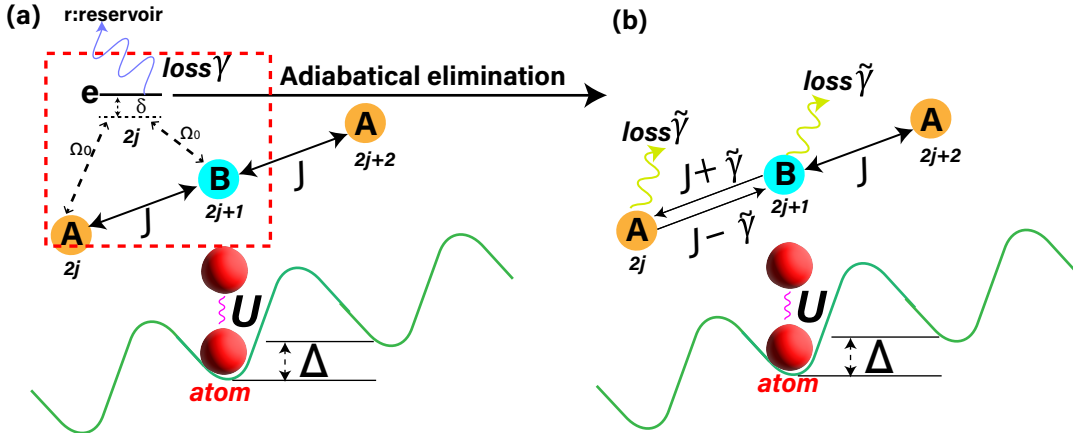 (a)
r:reservoir
loss γ
Adiabatical elimination
e
δ
2j
Ω₀
Ω₀
A
2j+2
B
2j+1
J
J
A
2j
U
Δ
atom
(b)
loss γ̃
loss γ̃
A
2j+2
B
2j+1
J
J + γ̃
J − γ̃
A
2j
U
Δ
atom